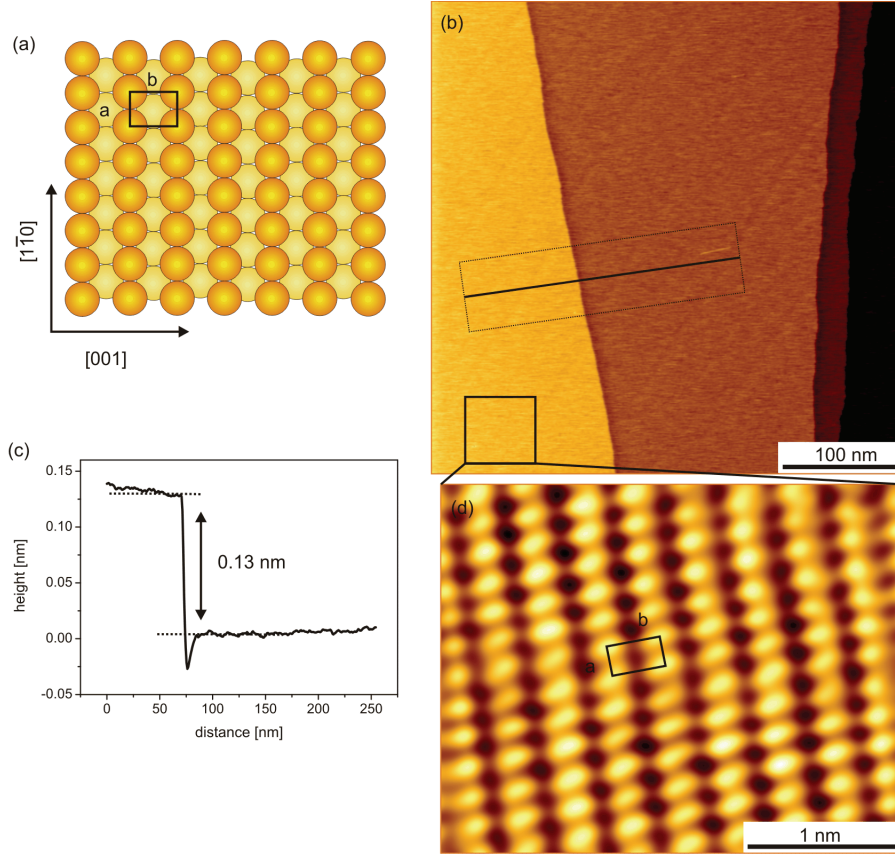 (a)
b
a
[11̅0]
[001]
(b)
100 nm
(c)
0.15
0.10
0.05
0.00
-0.05
height [nm]
0.13 nm
0
50
100
150
200
250
distance [nm]
(d)
b
a
1 nm